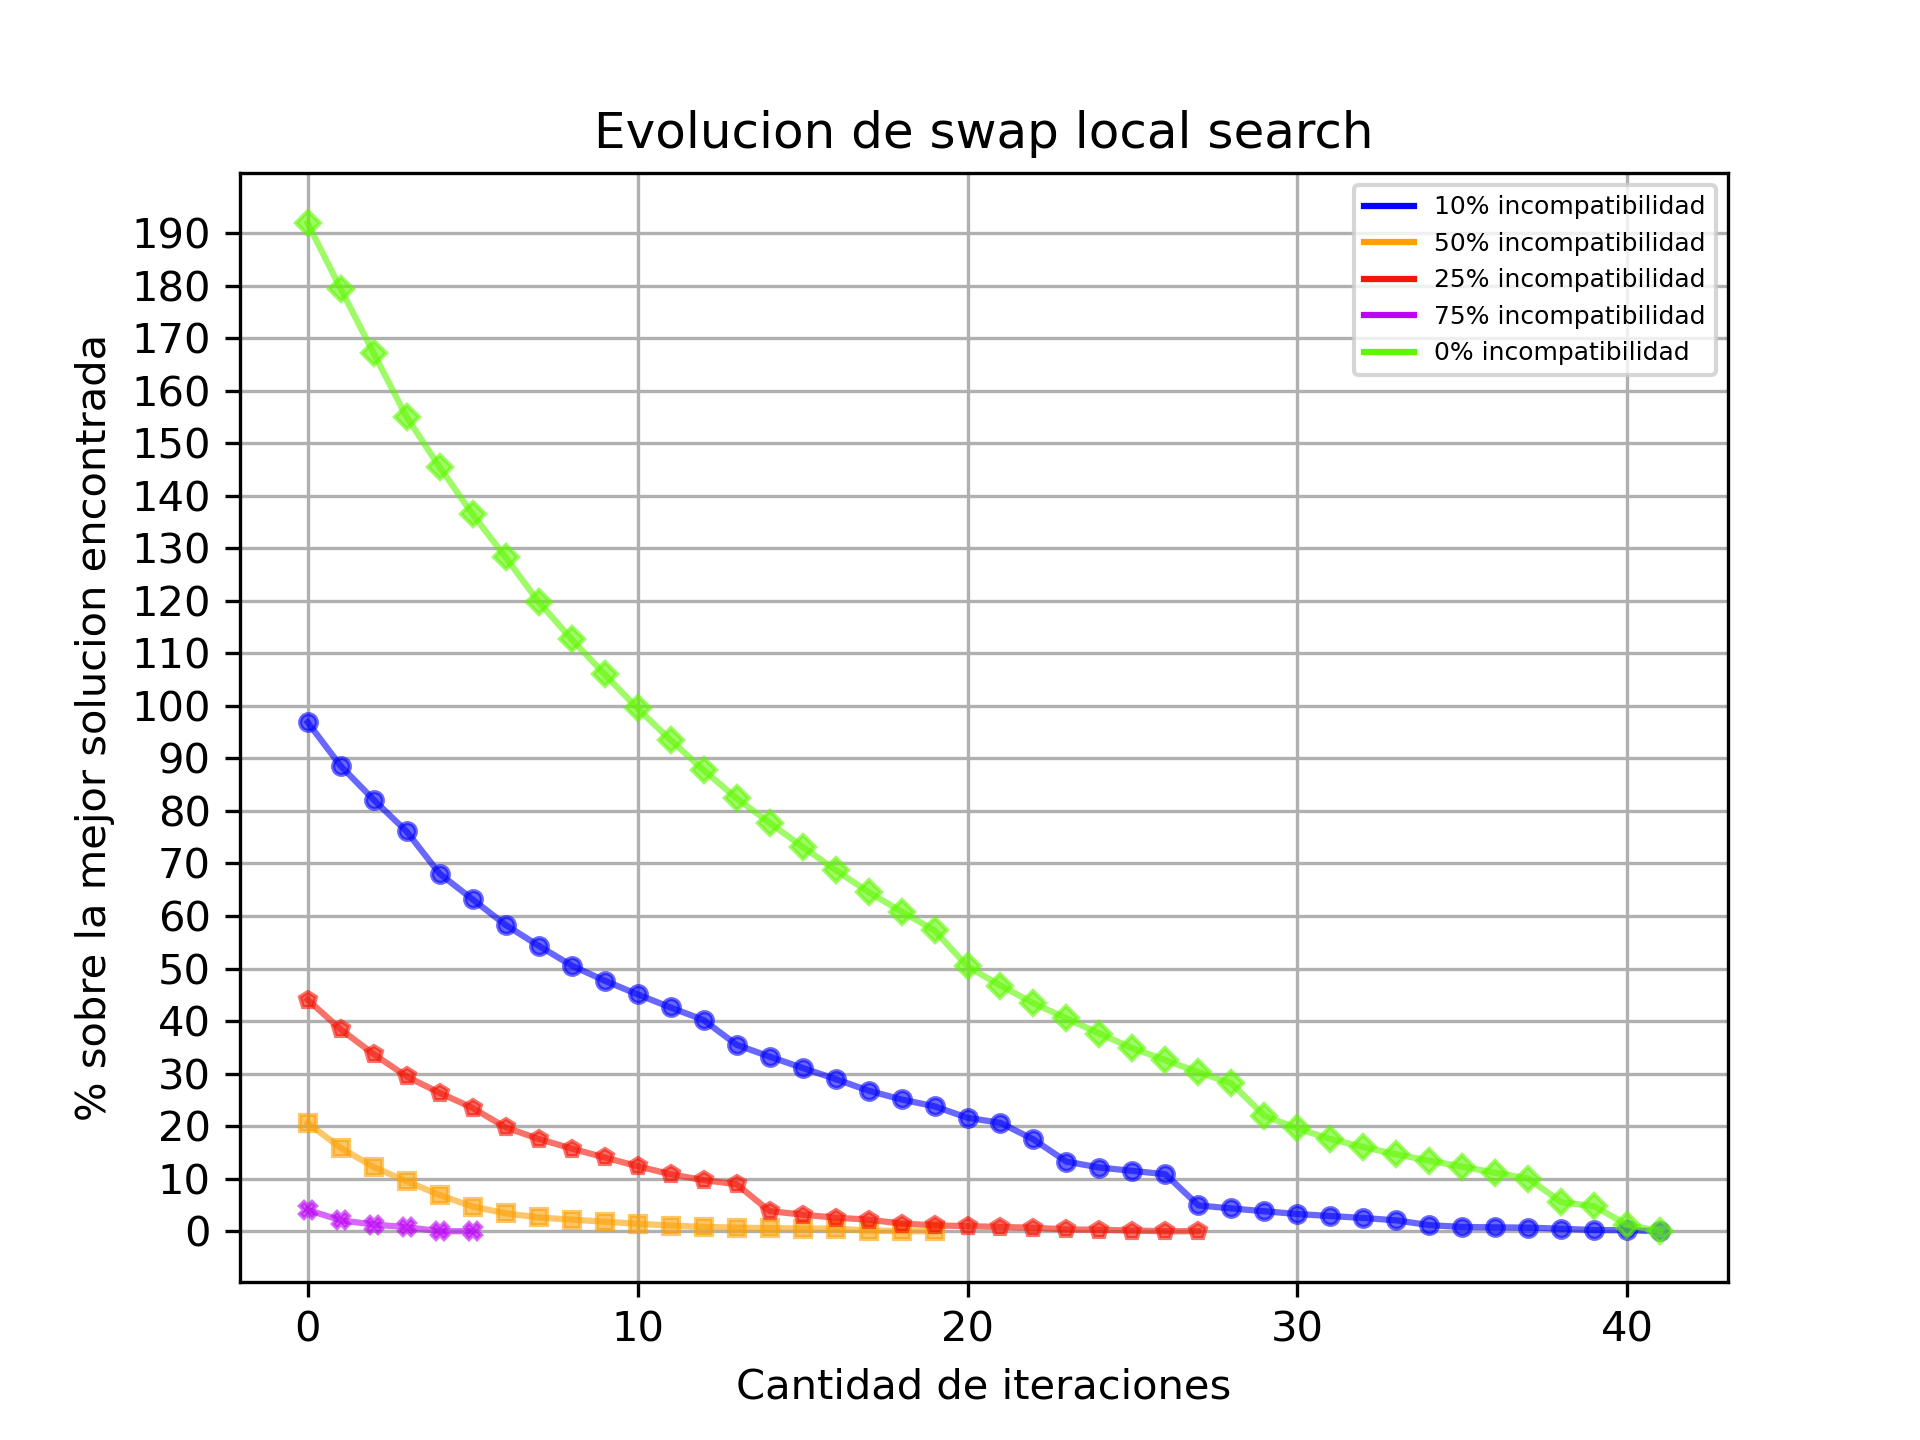 Evolucion de swap local search
10% incompatibilidad
50% incompatibilidad
25% incompatibilidad
75% incompatibilidad
0% incompatibilidad
% sobre la mejor solucion encontrada
190
180
170
160
150
140
130
120
110
100
90
80
70
60
50
40
30
20
10
0
0 10 20 30 40
Cantidad de iteraciones